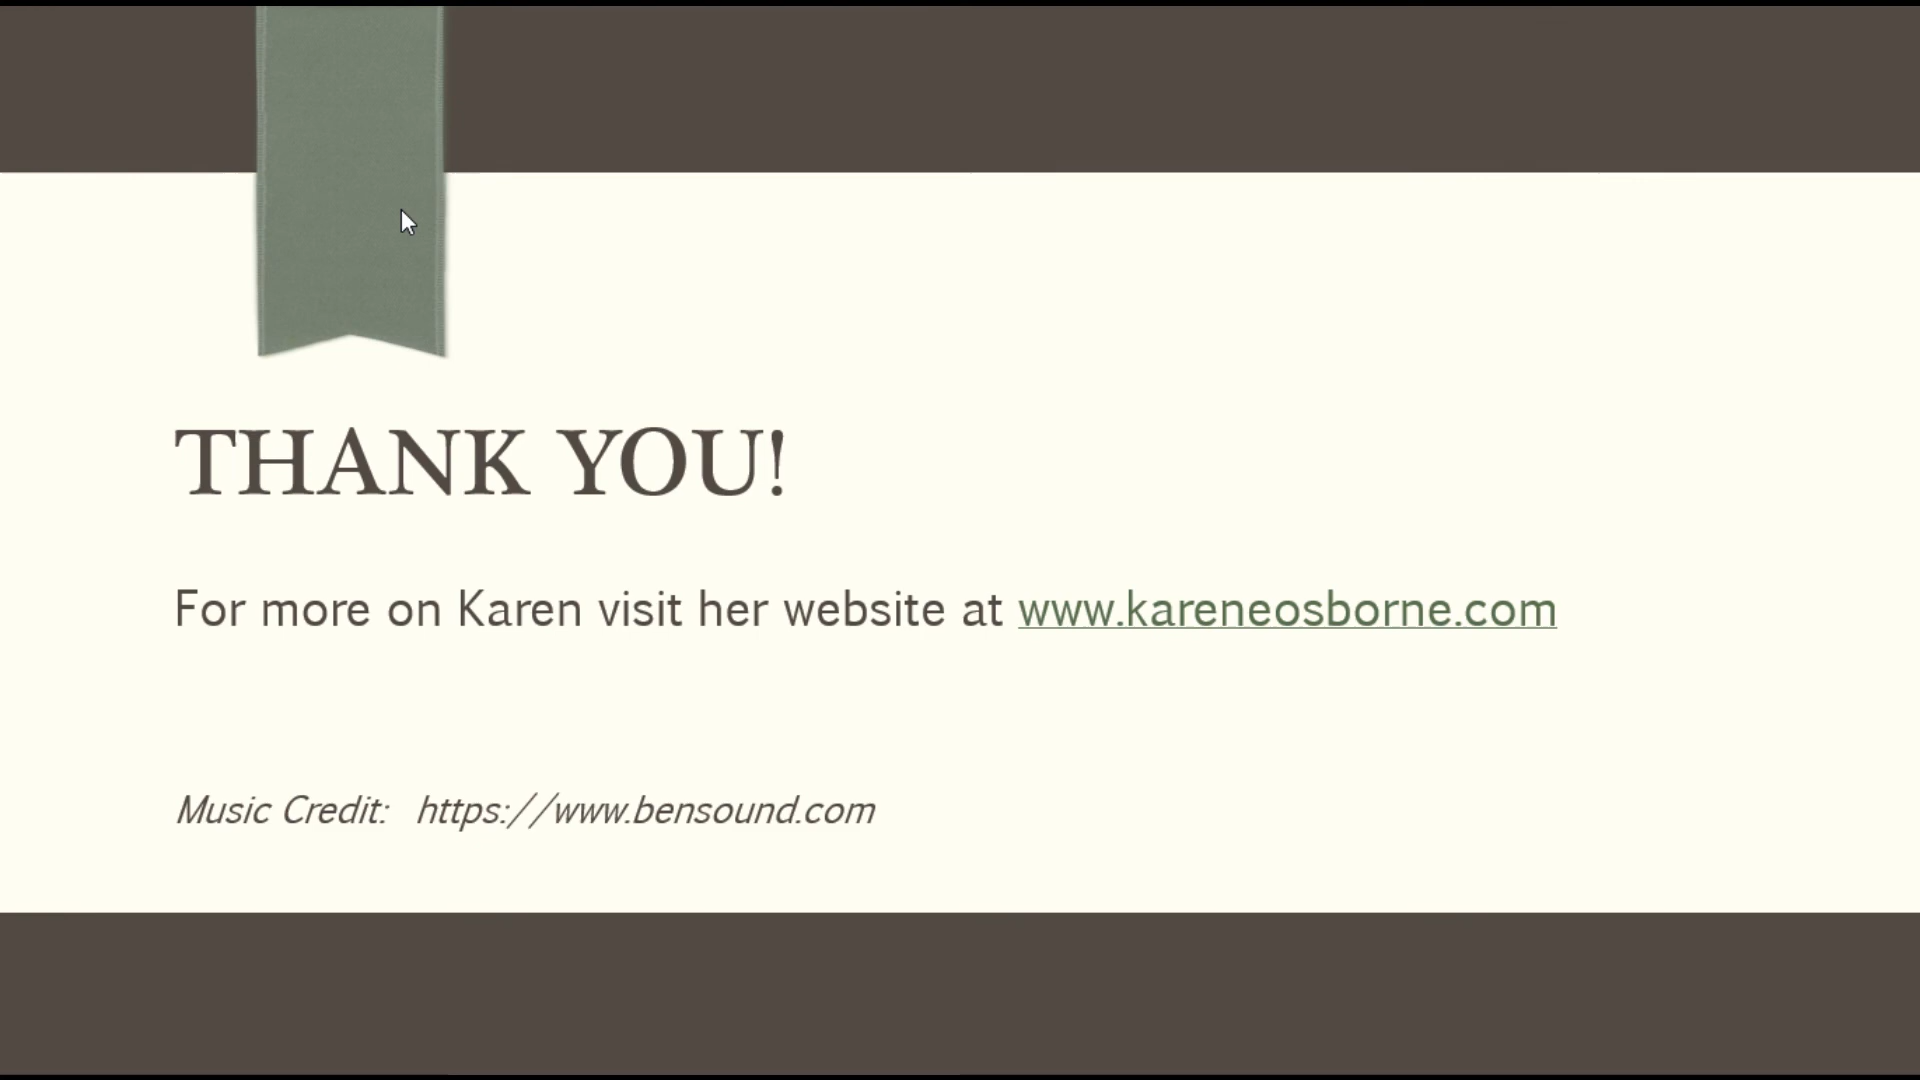 THANK YOU!
For more on Karen visit her website at www.kareneosborne.com
Music Credit: https://www.bensound.com